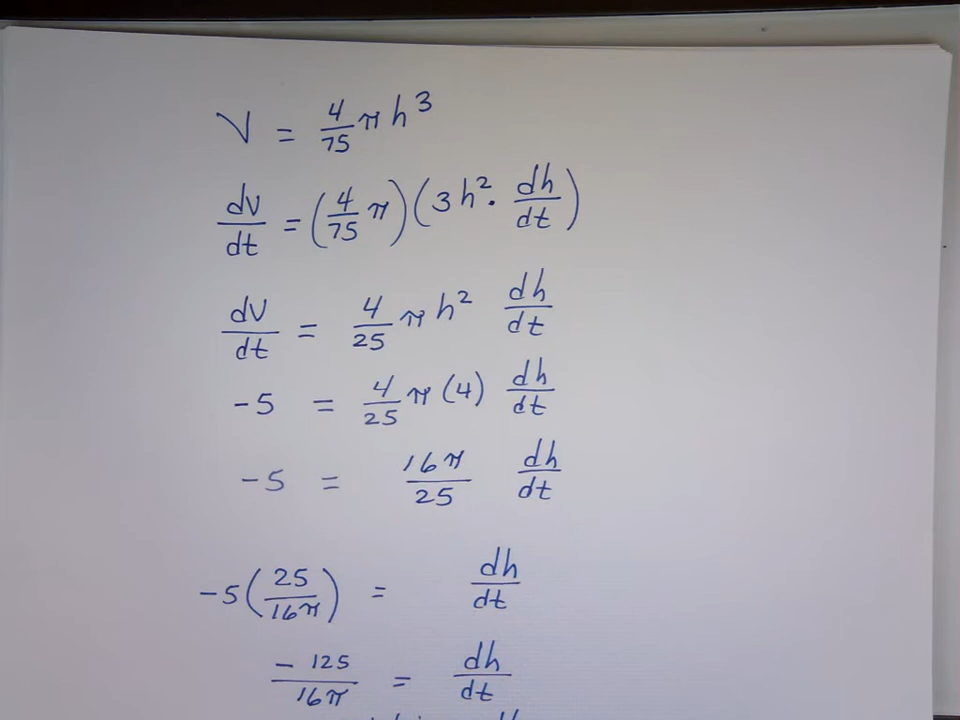 V = 4/75 π h³
dv/dt = (4/75 π)(3h² · dh/dt)
dV/dt = 4/25 π h² dh/dt
-5 = 4/25 π (4) dh/dt
-5 = 16π/25 dh/dt
-5(25/16π) = dh/dt
-125/16π = dh/dt